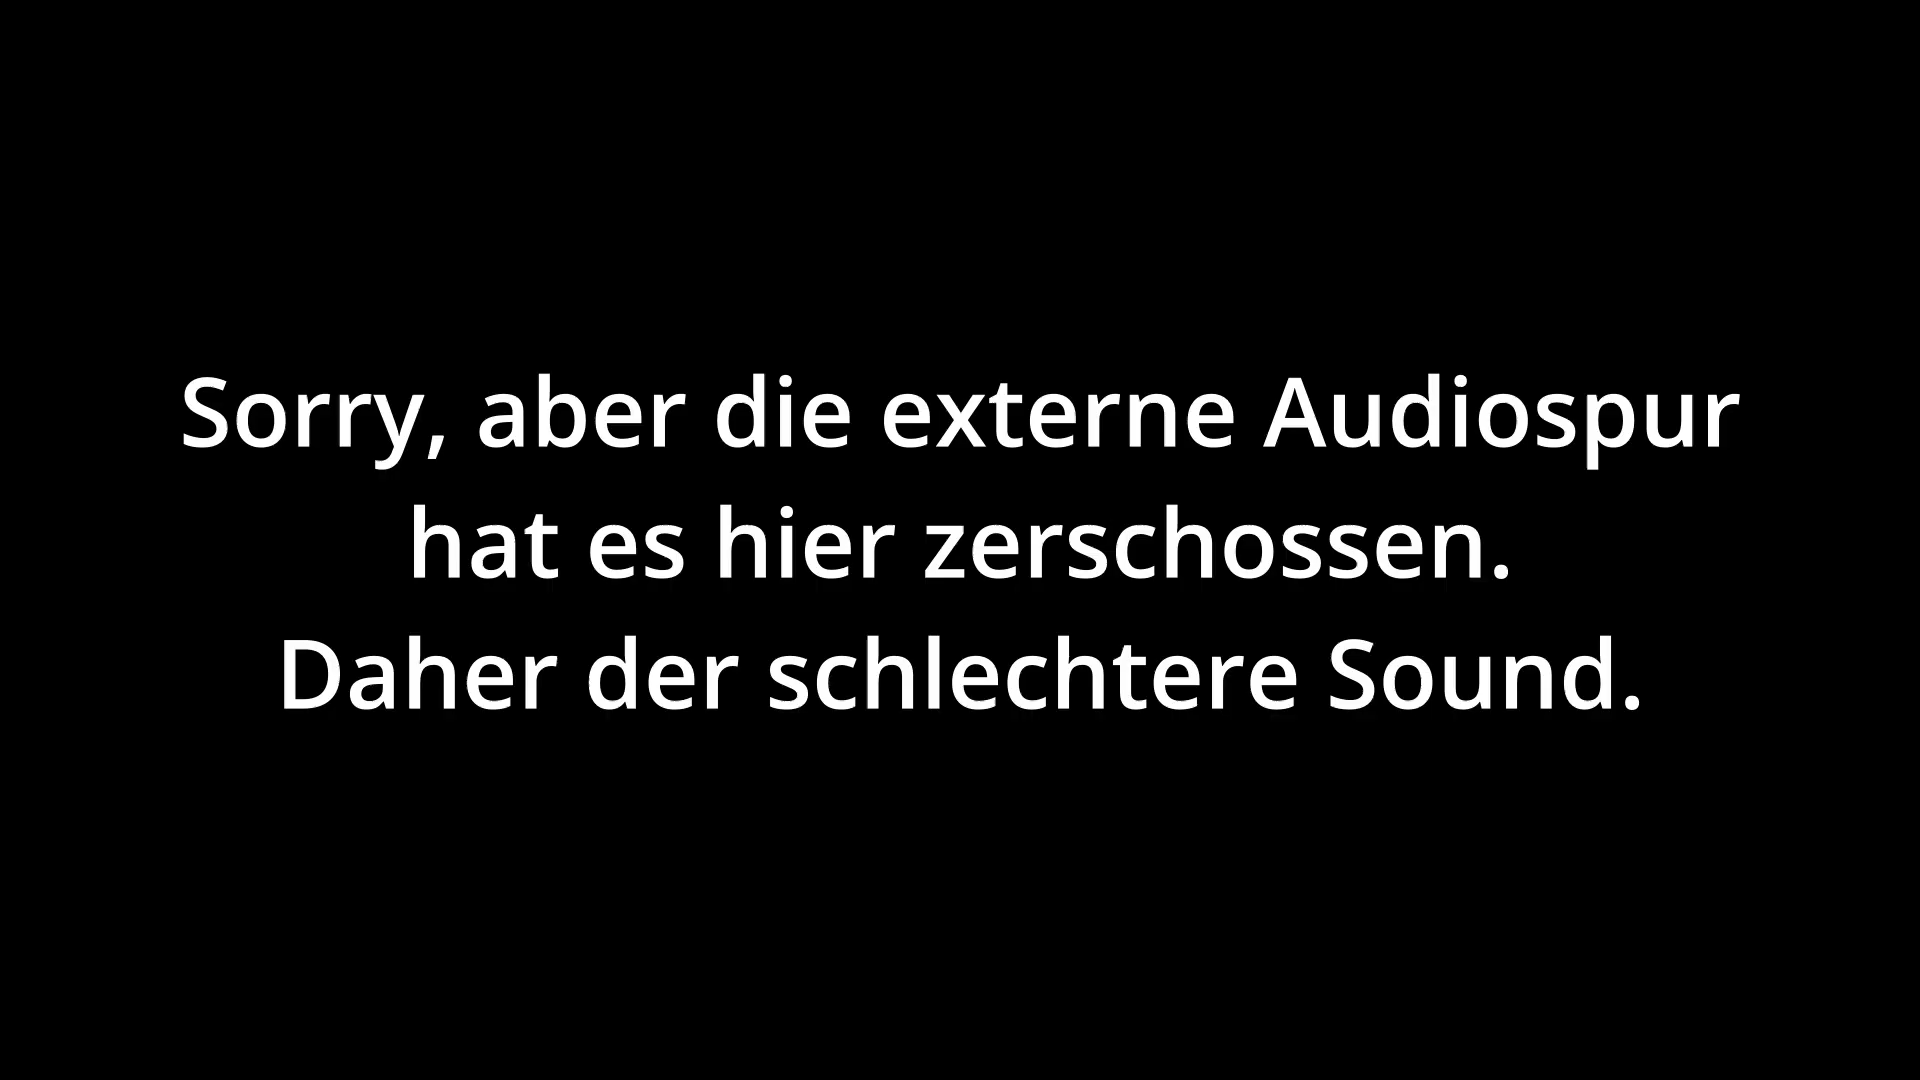 Sorry, aber die externe Audiospur
hat es hier zerschossen.
Daher der schlechtere Sound.